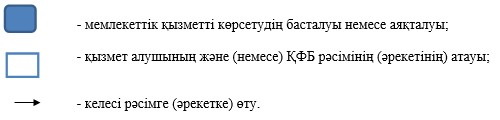 - мемлекеттік қызметті көрсетудің басталуы немесе аяқталуы;
- қызмет алушының және (немесе) ҚФБ рәсімінің (әрекетінің) атауы;
- келесі рәсімге (әрекетке) өту.